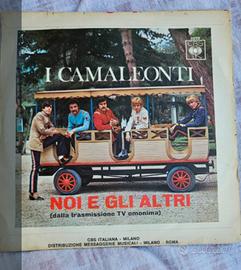 CBS
I CAMALEONTI
NOI E GLI ALTRI
(dalla trasmissione TV omonima)
CBS ITALIANA - MILANO
DISTRIBUZIONE MESSAGGERIE MUSICALI - MILANO - ROMA